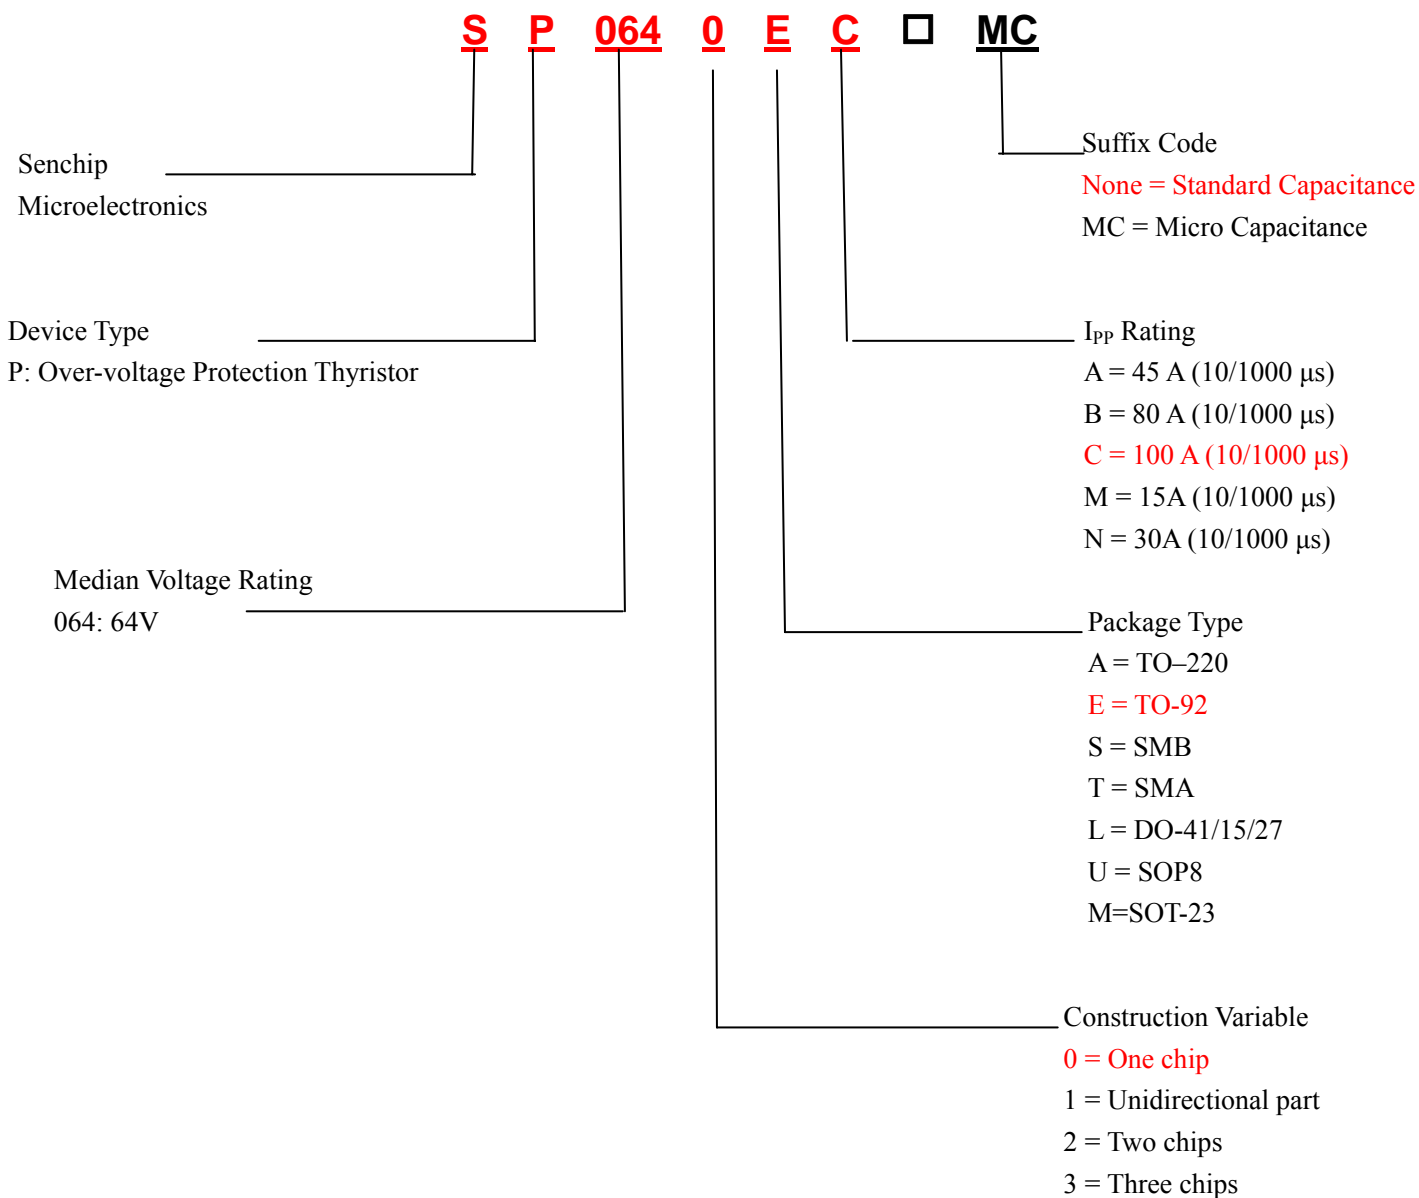 S P 064 0 E C □ MC
Senchip
Microelectronics
Device Type
P: Over-voltage Protection Thyristor
Median Voltage Rating
064: 64V
Suffix Code
None = Standard Capacitance
MC = Micro Capacitance
IPP Rating
A = 45 A (10/1000 μs)
B = 80 A (10/1000 μs)
C = 100 A (10/1000 μs)
M = 15A (10/1000 μs)
N = 30A (10/1000 μs)
Package Type
A = TO–220
E = TO-92
S = SMB
T = SMA
L = DO-41/15/27
U = SOP8
M=SOT-23
Construction Variable
0 = One chip
1 = Unidirectional part
2 = Two chips
3 = Three chips